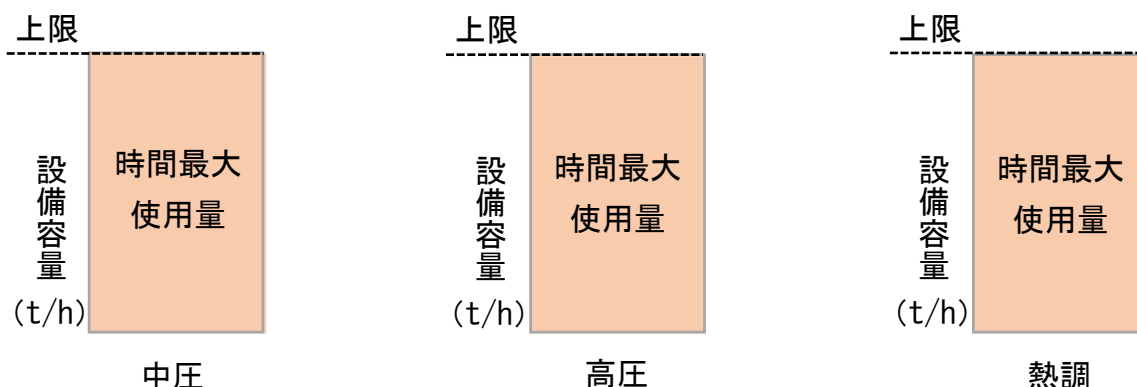 上限
設備容量
(t/h)
時間最大
使用量
中圧
上限
設備容量
(t/h)
時間最大
使用量
高圧
上限
設備容量
(t/h)
時間最大
使用量
熱調